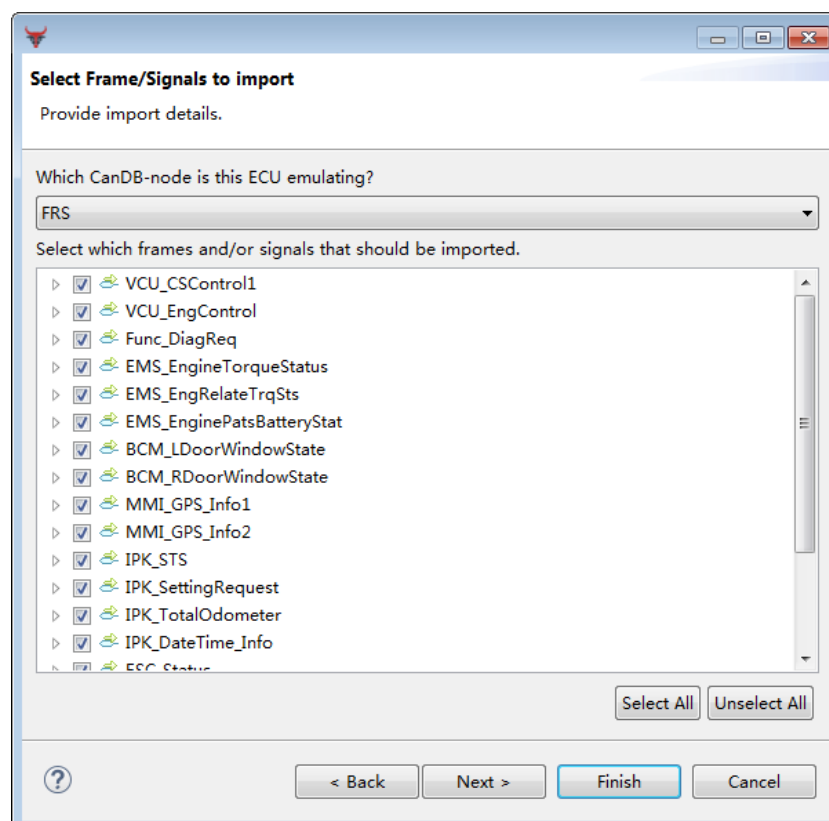 Select Frame/Signals to import
Provide import details.
Which CanDB-node is this ECU emulating?
FRS
Select which frames and/or signals that should be imported.
VCU_CSControl1
VCU_EngControl
Func_DiagReq
EMS_EngineTorqueStatus
EMS_EngRelateTrqSts
EMS_EnginePatsBatteryStat
BCM_LDoorWindowState
BCM_RDoorWindowState
MMI_GPS_Info1
MMI_GPS_Info2
IPK_STS
IPK_SettingRequest
IPK_TotalOdometer
IPK_DateTime_Info
ESC_Status
Select All Unselect All
? < Back Next > Finish Cancel